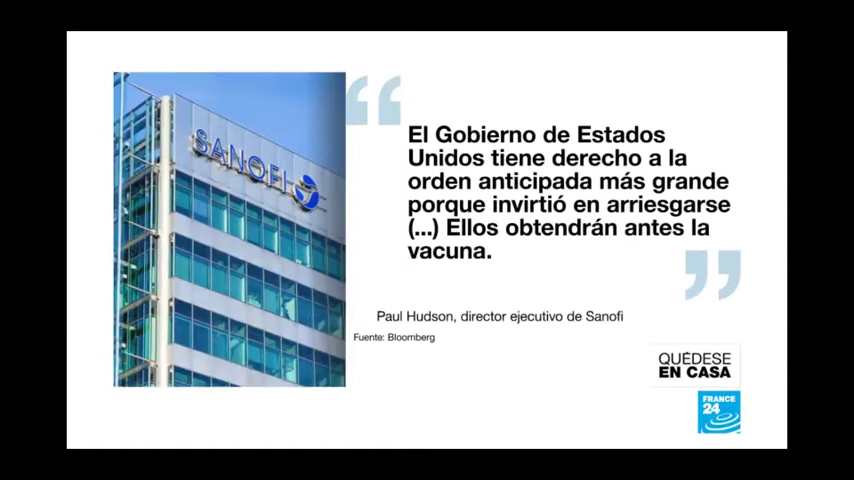 SANOFI
El Gobierno de Estados
Unidos tiene derecho a la
orden anticipada más grande
porque invirtió en arriesgarse
(...) Ellos obtendrán antes la
vacuna.
Paul Hudson, director ejecutivo de Sanofi
Fuente: Bloomberg
QUÉDESE
EN CASA
FRANCE
24